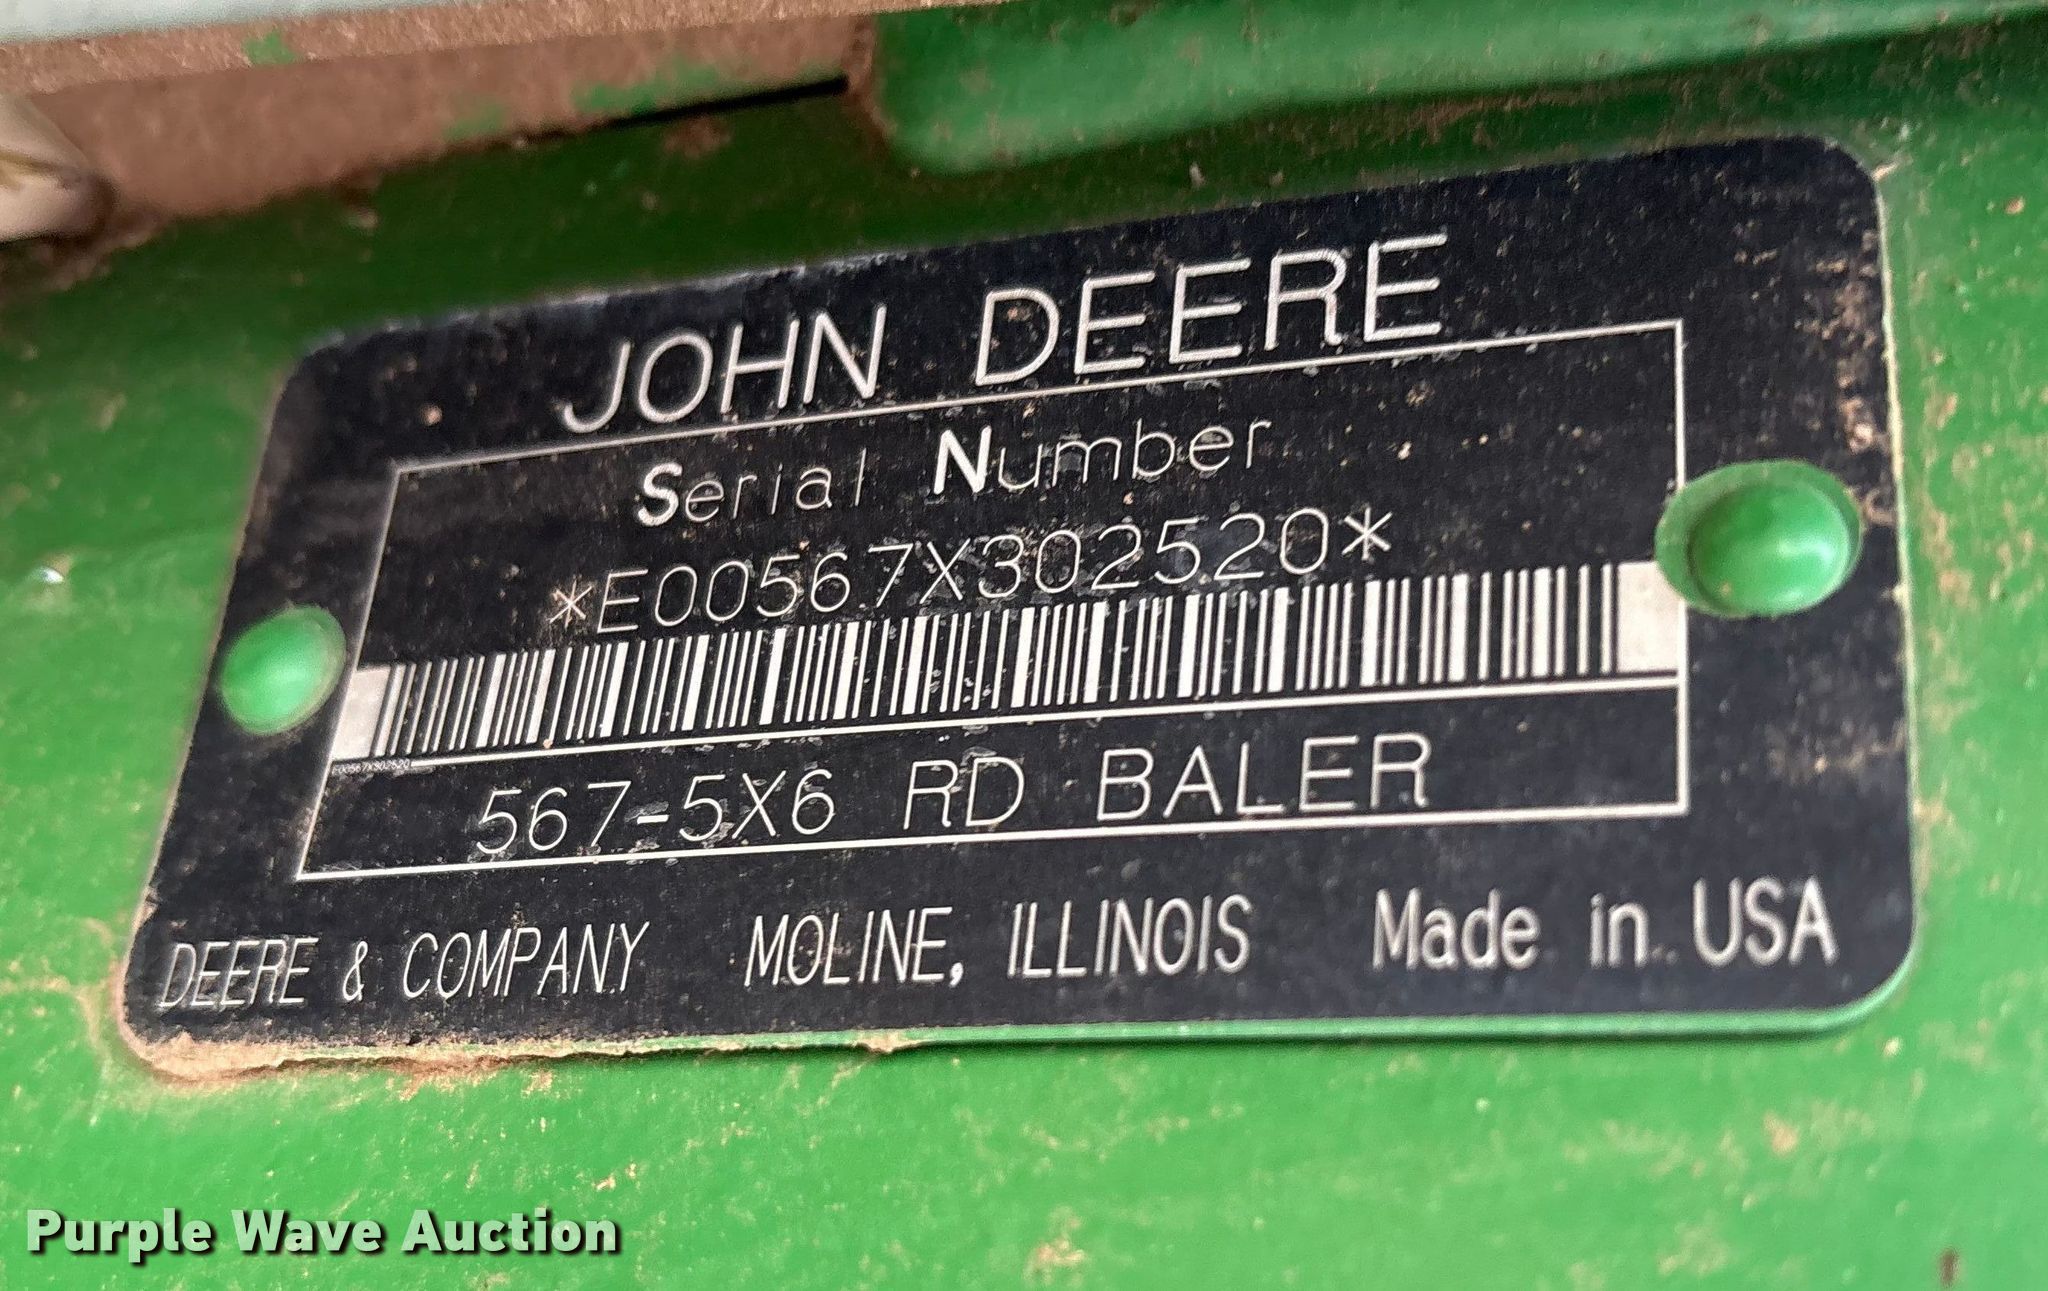 JOHN DEERE
Serial Number
*E00567X302520*
E00567X302520
567-5X6 RD BALER
DEERE & COMPANY MOLINE, ILLINOIS Made in USA
Purple Wave Auction